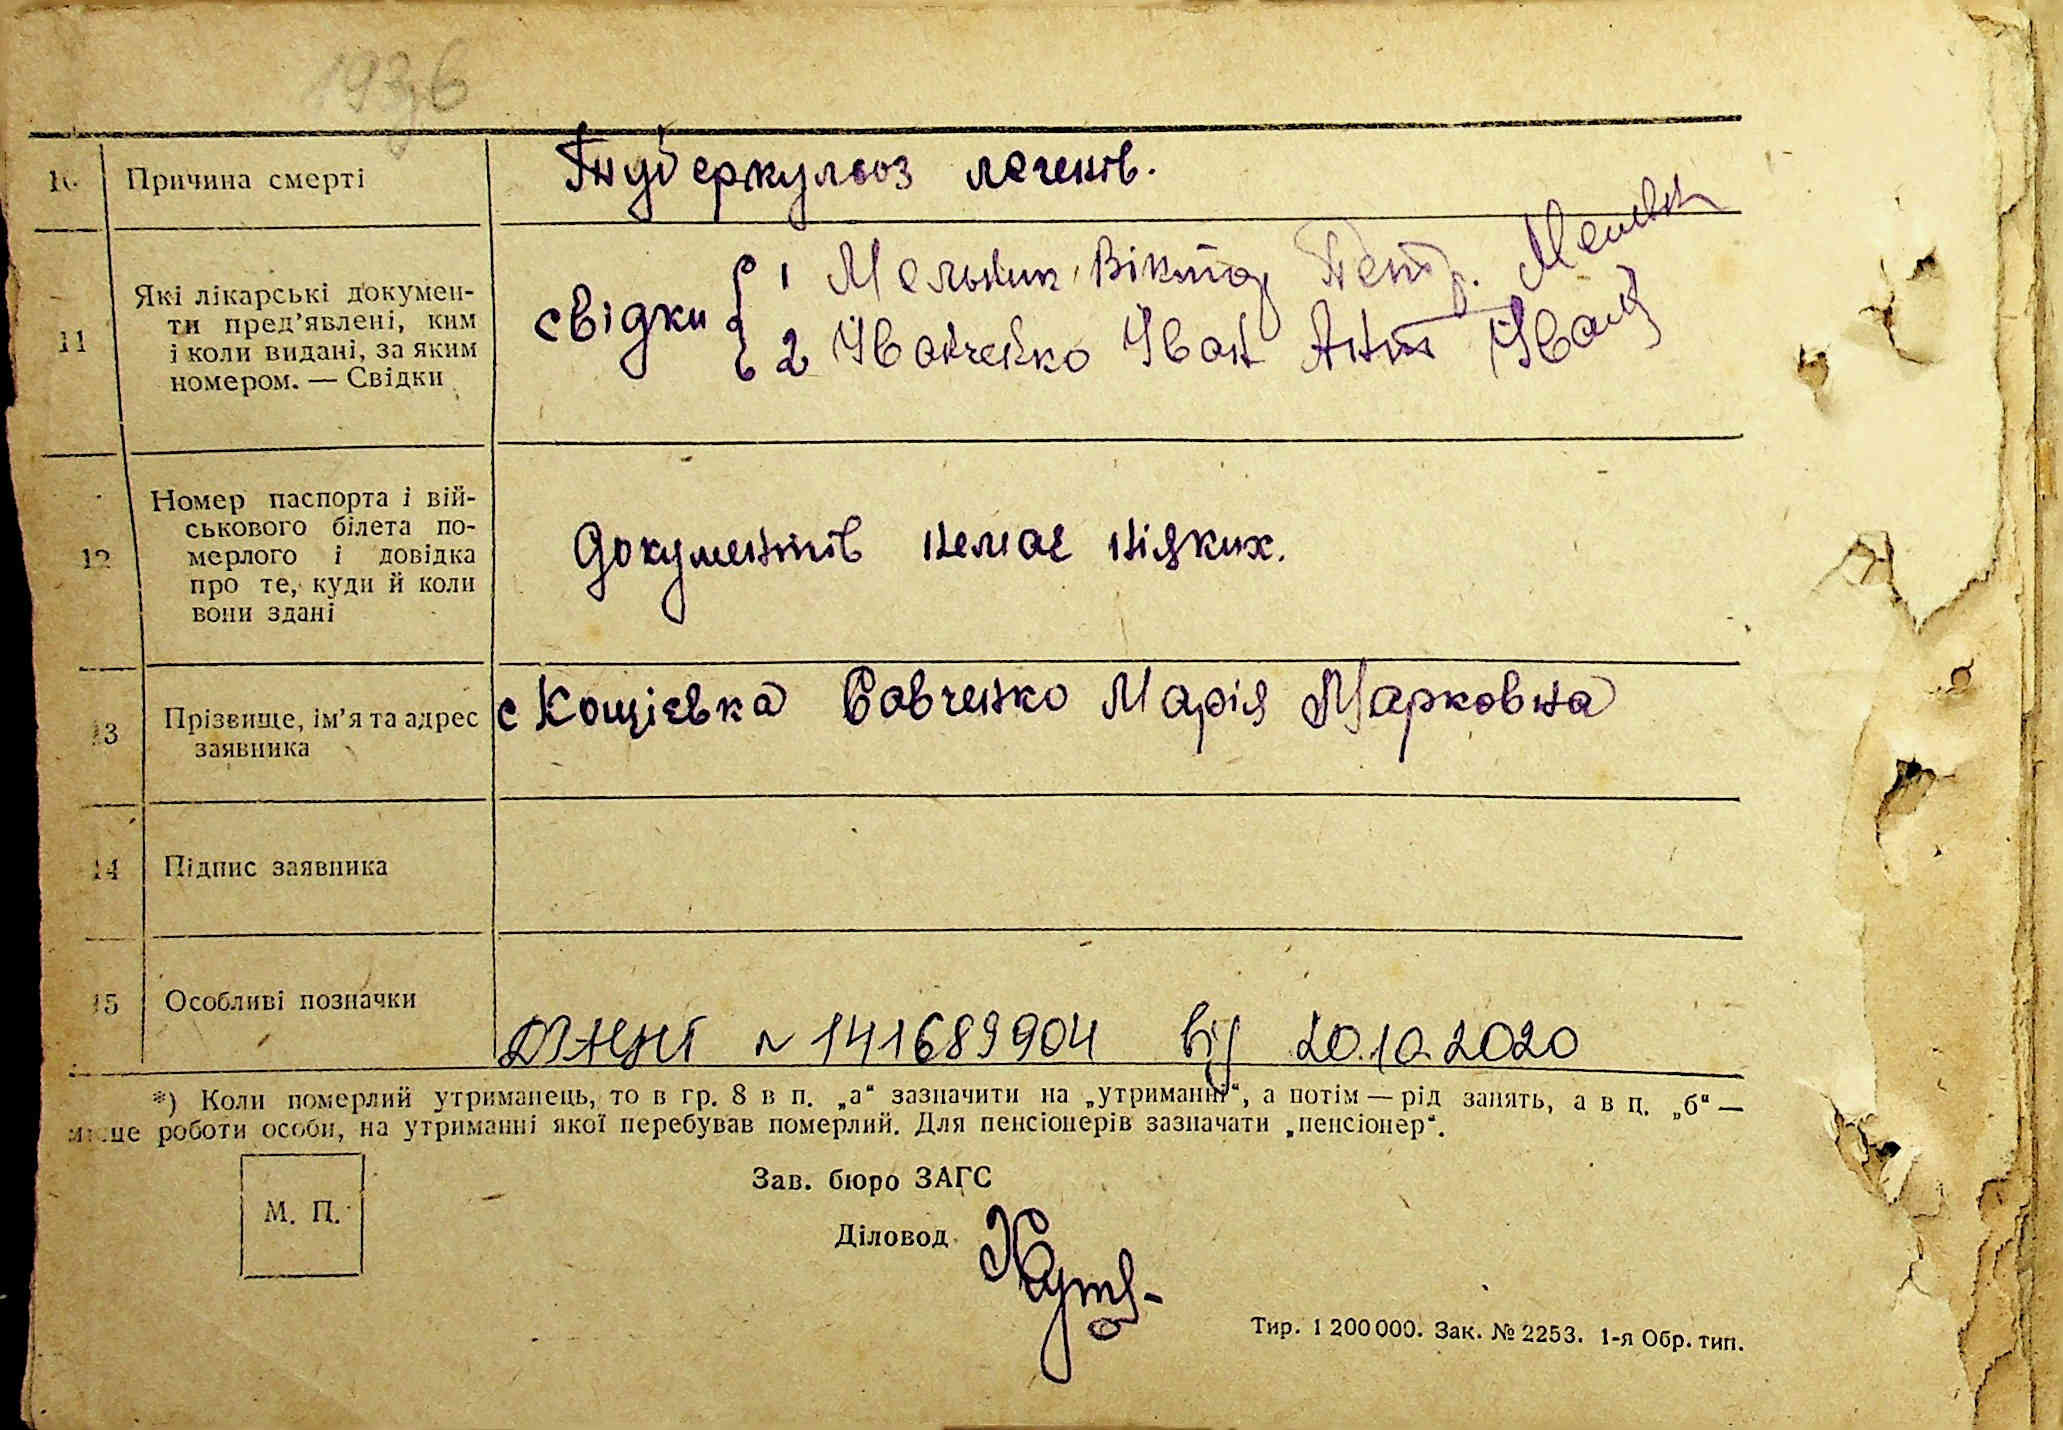 1936
10 Причина смерті Туберкульоз легенів.
11 Які лікарські докумен-
ти пред’явлені, ким
і коли видані, за яким
номером. — Свідки
свідки { 1 Мельник Віктор Петр.
2 Іванченко Іван Ант
12 Номер паспорта і вій-
ськового білета по-
мерлого і довідка
про те, куди й коли
вони здані
Документів немає ніяких.
13 Прізвище, ім’я та адрес
заявника
с Кощієвка Савченко Марія Марковна
14 Підпис заявника
15 Особливі позначки
№ 141689904 від 20.10.2020
*) Коли померлий утриманець, то в гр. 8 в п. „а“ зазначити на „утриманні“, а потім — рід занять, а в п. „б“ —
місце роботи особи, на утриманні якої перебував померлий. Для пенсіонерів зазначати „пенсіонер“.
М. П.
Зав. бюро ЗАГС
Діловод
Тир. 1 200 000. Зак. № 2253. 1-я Обр. тип.